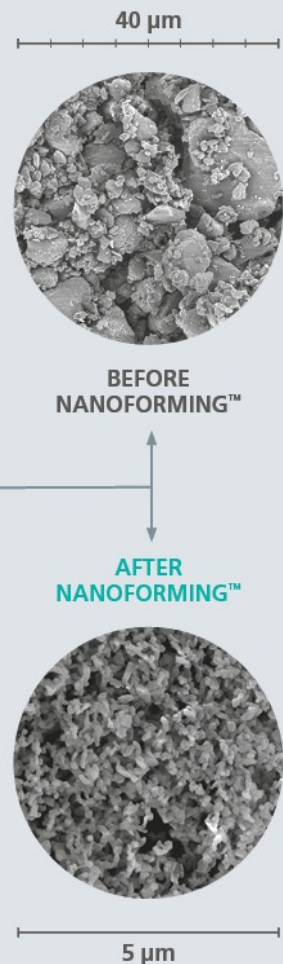 40 µm
BEFORE
NANOFORMING™
AFTER
NANOFORMING™
5 µm